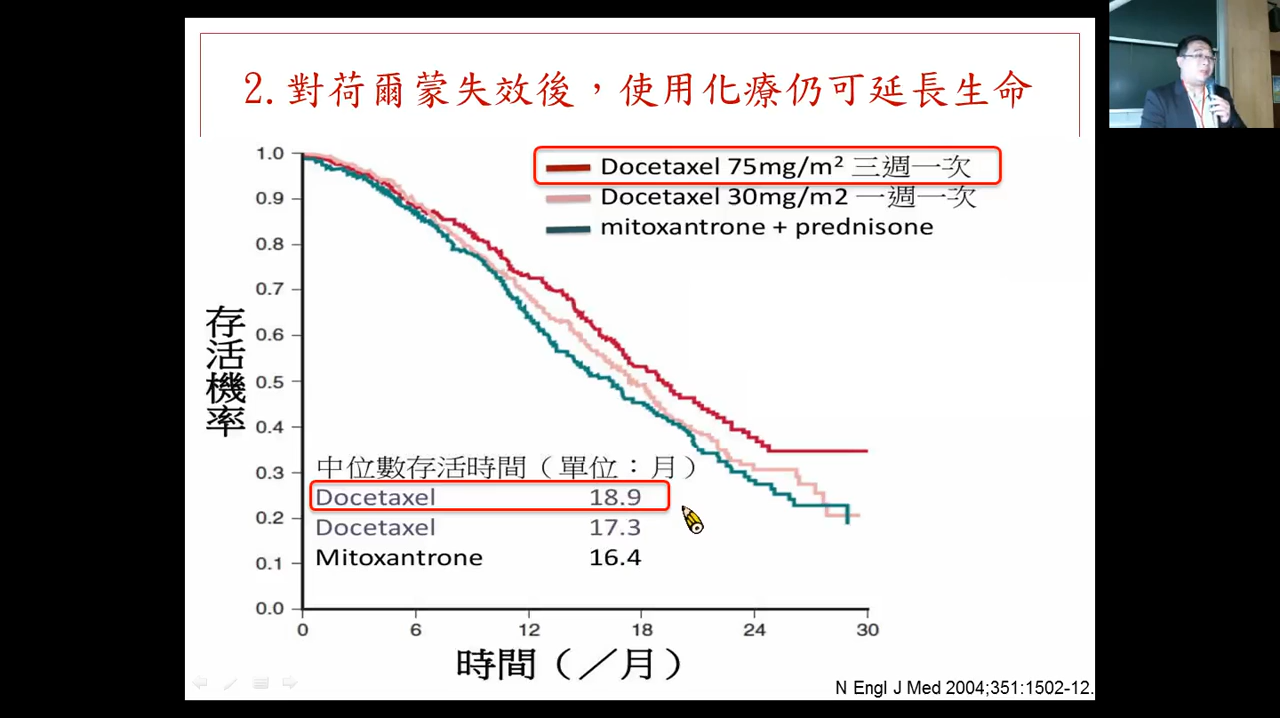 2.對荷爾蒙失效後，使用化療仍可延長生命
Docetaxel 75mg/m² 三週一次
Docetaxel 30mg/m2 一週一次
mitoxantrone + prednisone
存活機率
1.0
0.9
0.8
0.7
0.6
0.5
0.4
0.3
0.2
0.1
0.0
中位數存活時間（單位：月）
Docetaxel 18.9
Docetaxel 17.3
Mitoxantrone 16.4
0 6 12 18 24 30
時間（／月）
N Engl J Med 2004;351:1502-12.